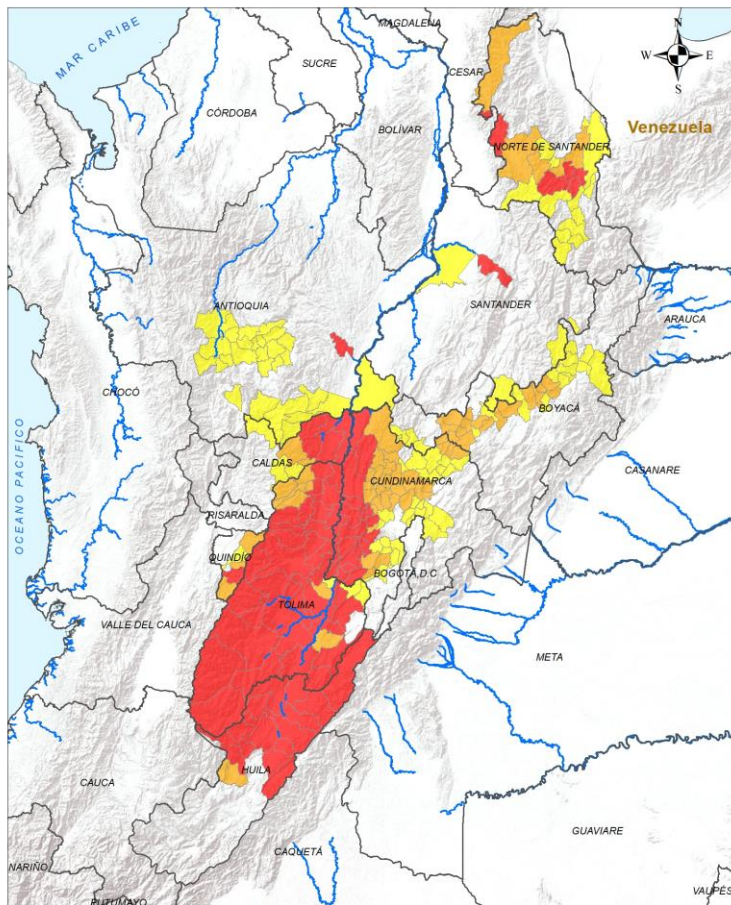 MAGDALENA
N
MAR CARIBE
SUCRE
CESAR
W
E
S
CÓRDOBA
BOLÍVAR
Venezuela
NORTE DE SANTANDER
ANTIOQUIA
SANTANDER
ARAUCA
CHOCÓ
BOYACÁ
OCEANO PACIFICO
CALDAS
CUNDINAMARCA
CASANARE
RISARALDA
QUINDÍO
BOGOTÁ, D.C
TOLIMA
VALLE DEL CAUCA
META
HUILA
CAUCA
GUAVIARE
CAQUETÁ
NARIÑO
PUTUMAYO
VAUPÉS